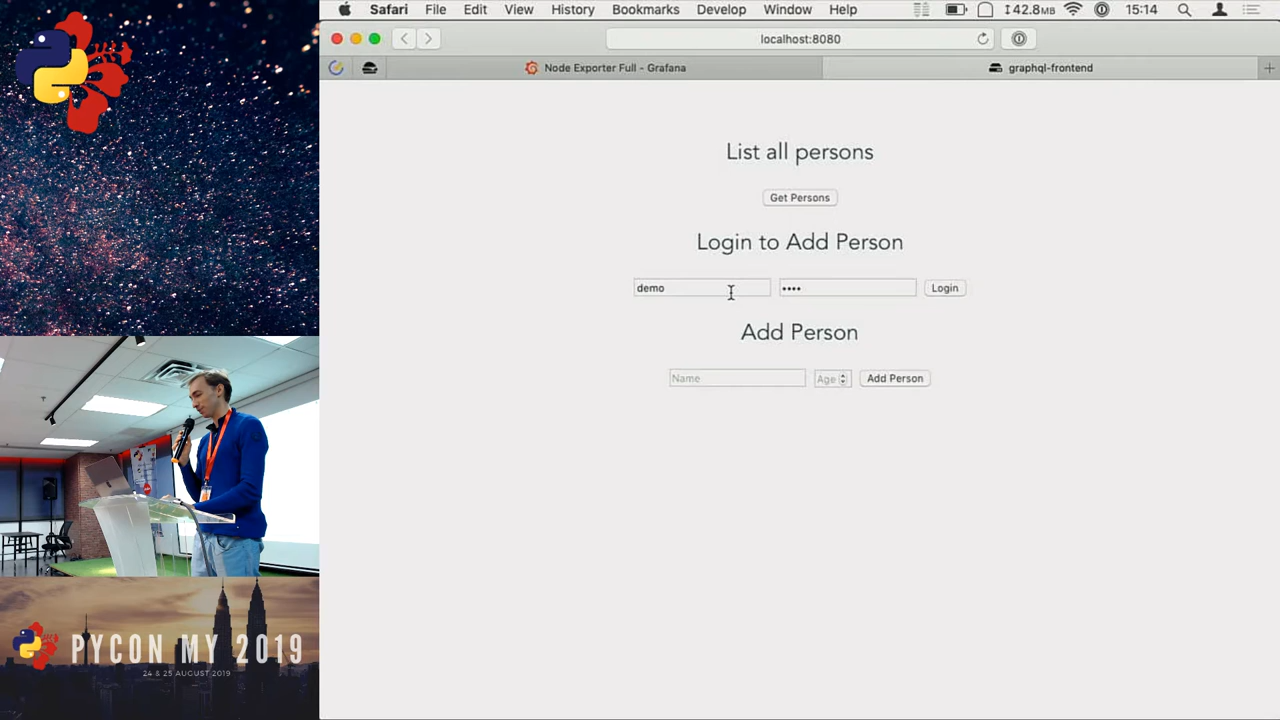 Safari File Edit View History Bookmarks Develop Window Help 42.8MB 15:14
localhost:8080
Node Exporter Full - Grafana graphql-frontend
List all persons
Get Persons
Login to Add Person
demo •••• Login
Add Person
Name Age Add Person
PYCON MY 2019
24 & 25 AUGUST 2019